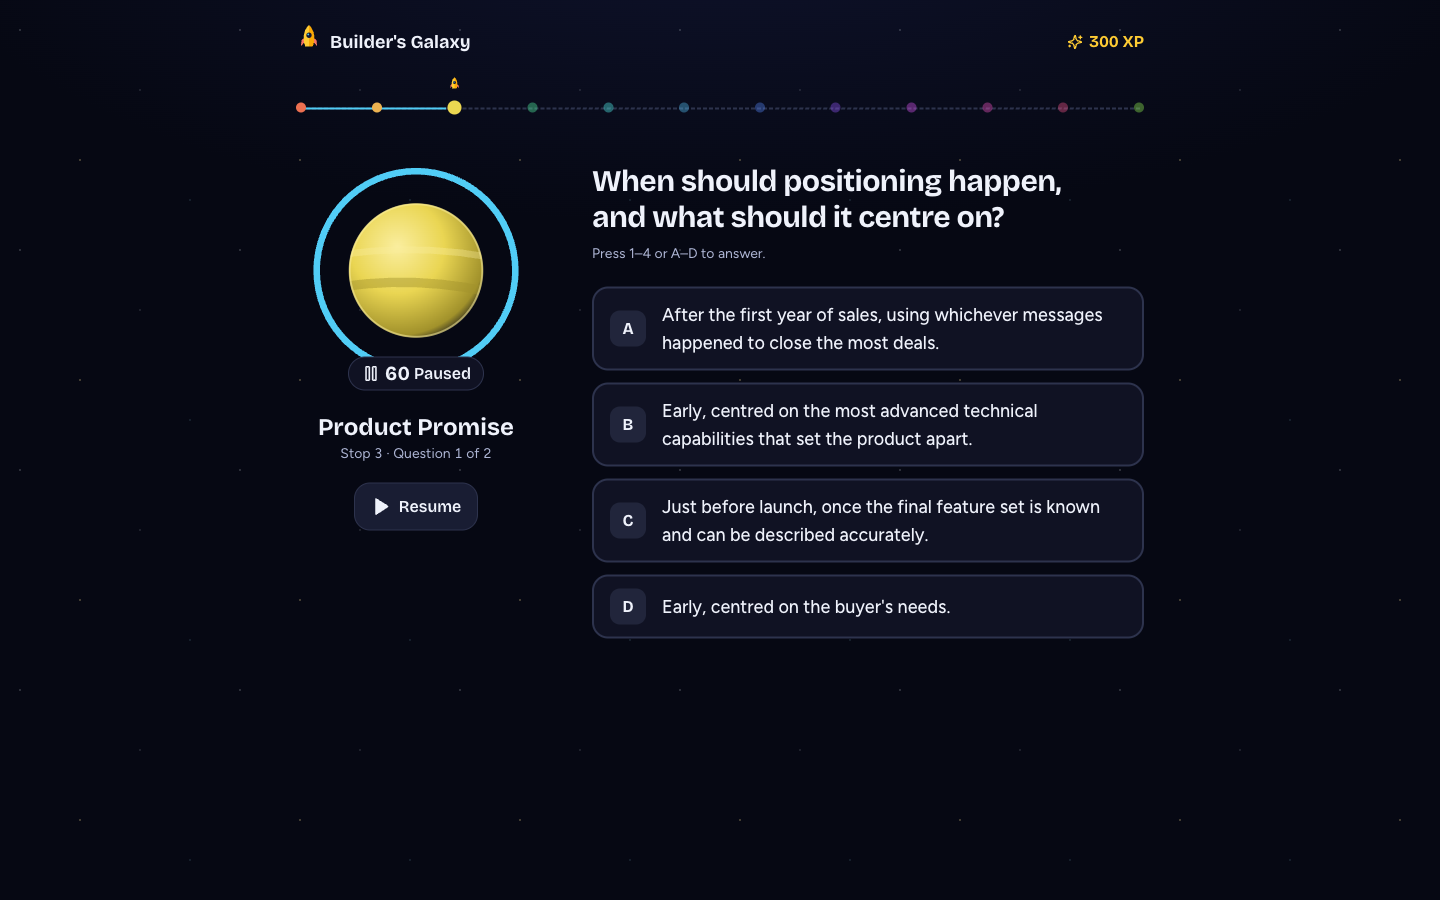 Builder's Galaxy
300 XP
When should positioning happen,
and what should it centre on?
Press 1–4 or A–D to answer.
A
After the first year of sales, using whichever messages
happened to close the most deals.
B
Early, centred on the most advanced technical
capabilities that set the product apart.
C
Just before launch, once the final feature set is known
and can be described accurately.
D
Early, centred on the buyer's needs.
60 Paused
Product Promise
Stop 3 · Question 1 of 2
Resume